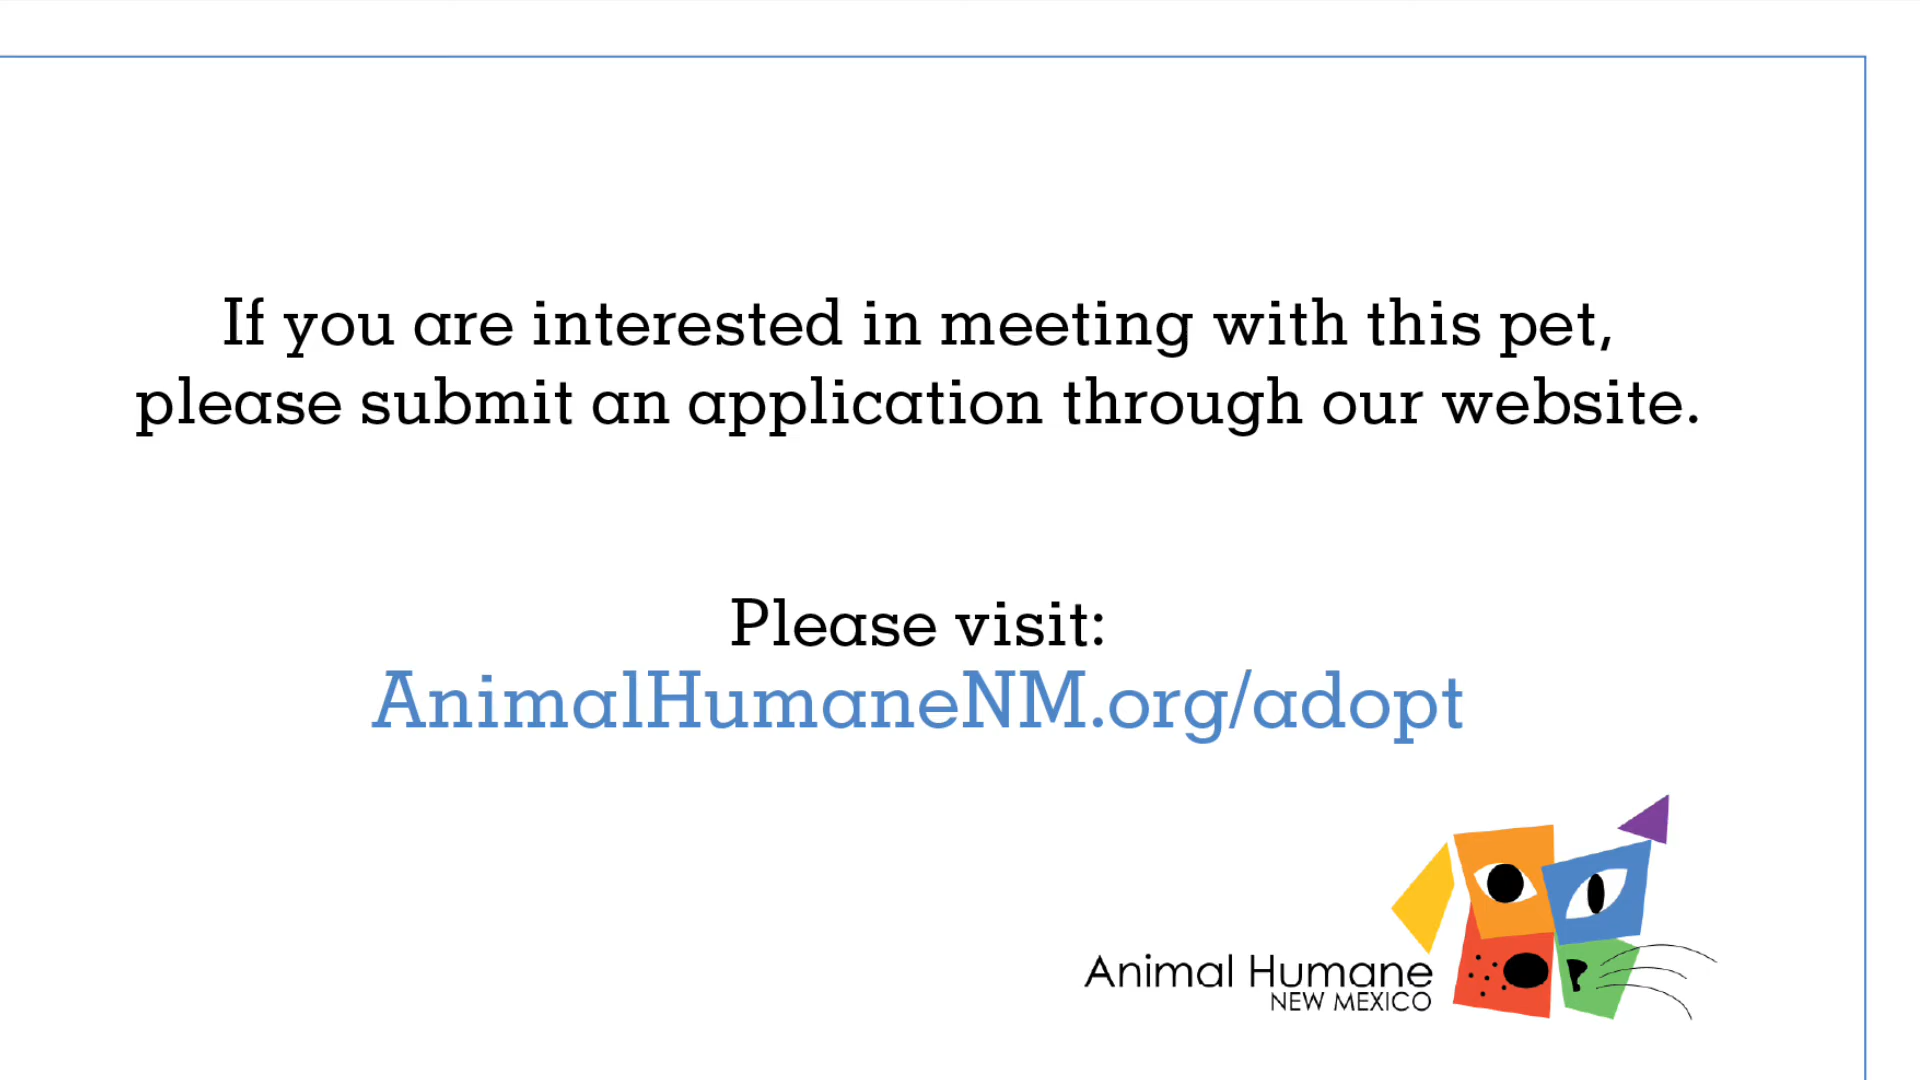 If you are interested in meeting with this pet,
please submit an application through our website.
Please visit:
AnimalHumaneNM.org/adopt
Animal Humane
NEW MEXICO